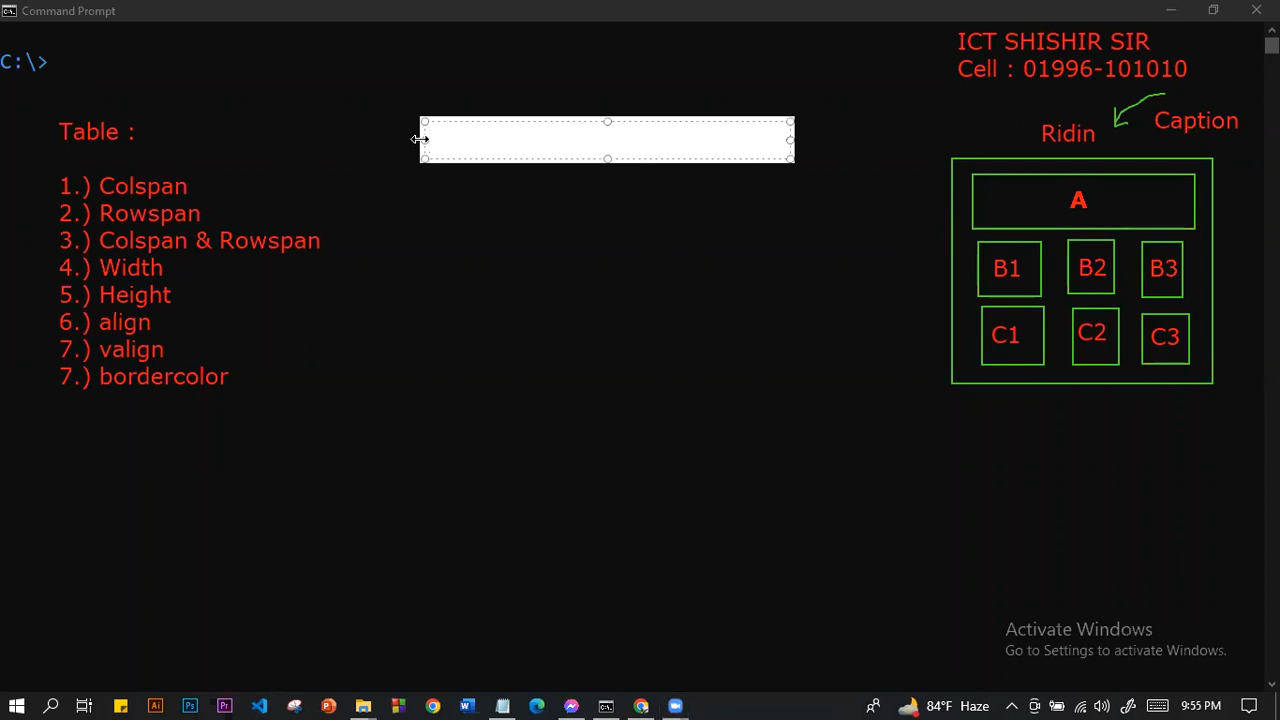 Command Prompt
C:\>
ICT SHISHIR SIR
Cell : 01996-101010
Table :
1.) Colspan
2.) Rowspan
3.) Colspan & Rowspan
4.) Width
5.) Height
6.) align
7.) valign
7.) bordercolor
Caption
Ridin
A
B1 B2 B3
C1 C2 C3
Activate Windows
Go to Settings to activate Windows.
84°F Haze
9:55 PM